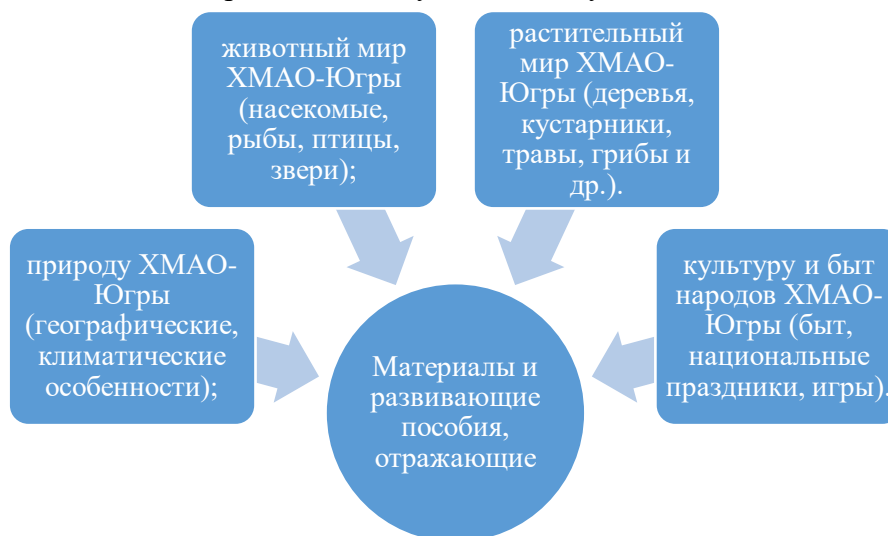 животный мир
ХМАО-Югры
(насекомые,
рыбы, птицы,
звери);
растительный
мир ХМАО-
Югры (деревья,
кустарники,
травы, грибы и
др.).
природу ХМАО-
Югры
(географические,
климатические
особенности);
культуру и быт
народов ХМАО-
Югры (быт,
национальные
праздники, игры).
Материалы и
развивающие
пособия,
отражающие